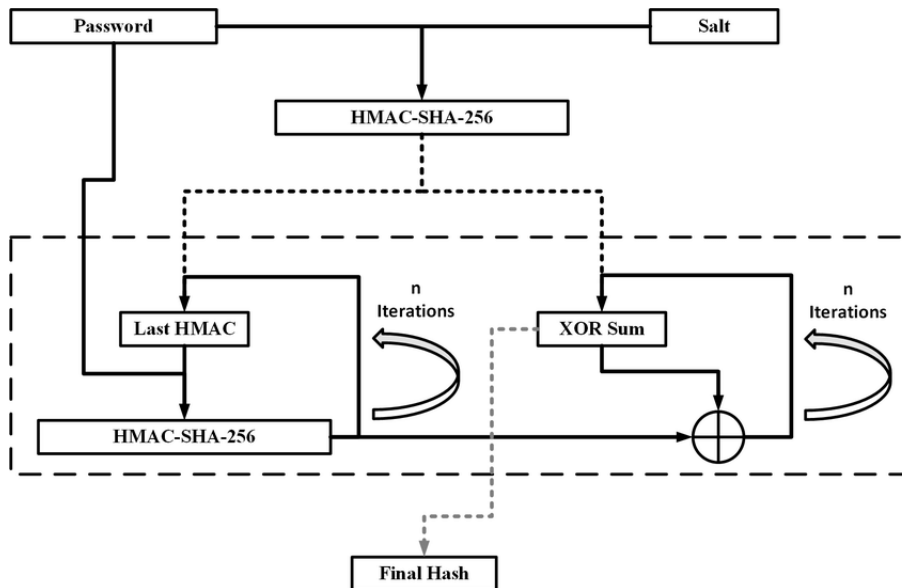 Password
Salt
HMAC-SHA-256
n
Iterations
n
Iterations
Last HMAC
XOR Sum
HMAC-SHA-256
Final Hash